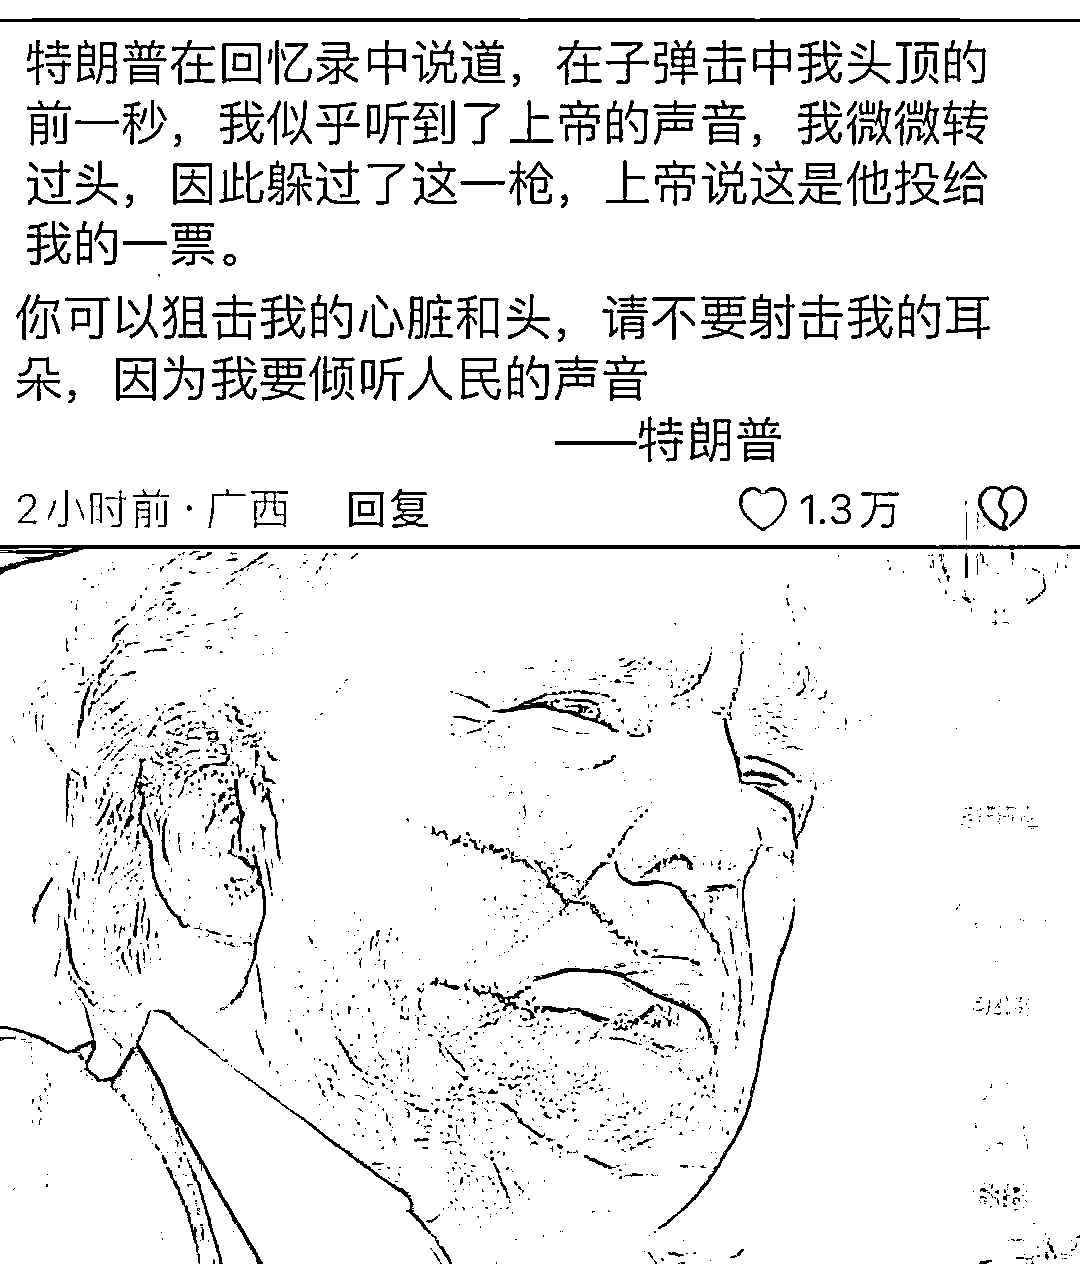 特朗普在回忆录中说道，在子弹击中我头顶的
前一秒，我似乎听到了上帝的声音，我微微转
过头，因此躲过了这一枪，上帝说这是他投给
我的一票。
你可以狙击我的心脏和头，请不要射击我的耳
朵，因为我要倾听人民的声音
——特朗普
2小时前·广西 回复 1.3万